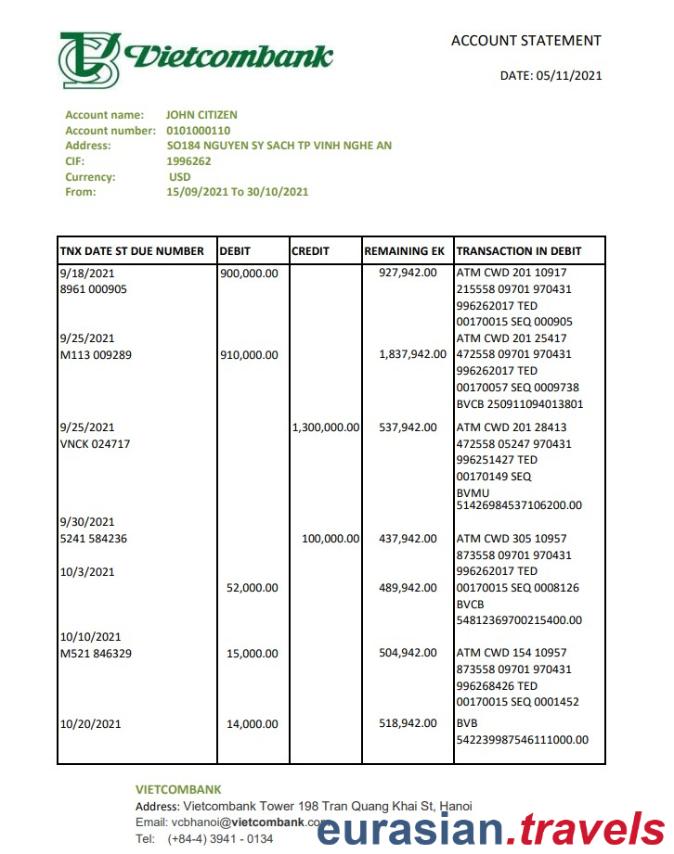 Vietcombank
ACCOUNT STATEMENT
DATE: 05/11/2021
Account name: JOHN CITIZEN
Account number: 0101000110
Address: SO184 NGUYEN SY SACH TP VINH NGHE AN
CIF: 1996262
Currency: USD
From: 15/09/2021 To 30/10/2021
TNX DATE ST DUE NUMBER DEBIT CREDIT REMAINING EK TRANSACTION IN DEBIT
9/18/2021 900,000.00 927,942.00 ATM CWD 201 10917
8961 000905 215558 09701 970431
996262017 TED
00170015 SEQ 000905
9/25/2021 ATM CWD 201 25417
M113 009289 910,000.00 1,837,942.00 472558 09701 970431
996262017 TED
00170057 SEQ 0009738
BVCB 250911094013801
9/25/2021 1,300,000.00 537,942.00 ATM CWD 201 28413
VNCK 024717 472558 05247 970431
996251427 TED
00170149 SEQ
BVMU
51426984537106200.00
9/30/2021
5241 584236 100,000.00 437,942.00 ATM CWD 305 10957
873558 09701 970431
10/3/2021 996262017 TED
52,000.00 489,942.00 00170015 SEQ 0008126
BVCB
54812369700215400.00
10/10/2021
M521 846329 15,000.00 504,942.00 ATM CWD 154 10957
873558 09701 970431
996268426 TED
00170015 SEQ 0001452
10/20/2021 14,000.00 518,942.00 BVB
542239987546111000.00
VIETCOMBANK
Address: Vietcombank Tower 198 Tran Quang Khai St, Hanoi
Email: vcbhanoi@vietcombank.com
Tel: (+84-4) 3941 - 0134
eurasian.travels